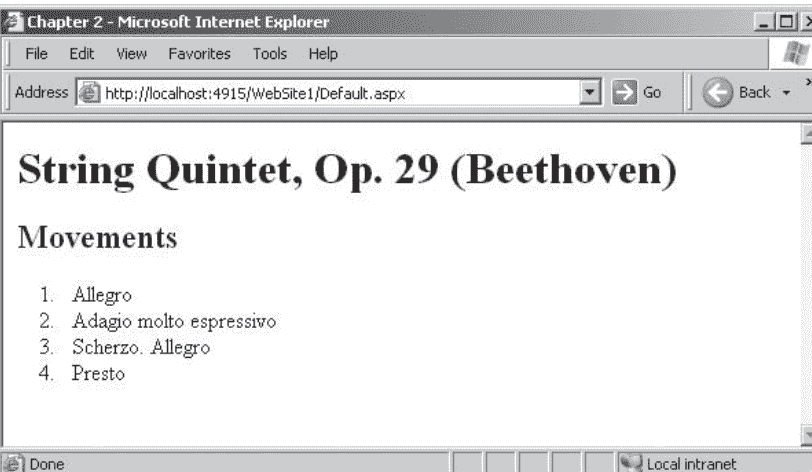 Chapter 2 - Microsoft Internet Explorer
File Edit View Favorites Tools Help
Address http://localhost:4915/WebSite1/Default.aspx Go Back
String Quintet, Op. 29 (Beethoven)
Movements
1. Allegro
2. Adagio molto espressivo
3. Scherzo. Allegro
4. Presto
Done Local intranet